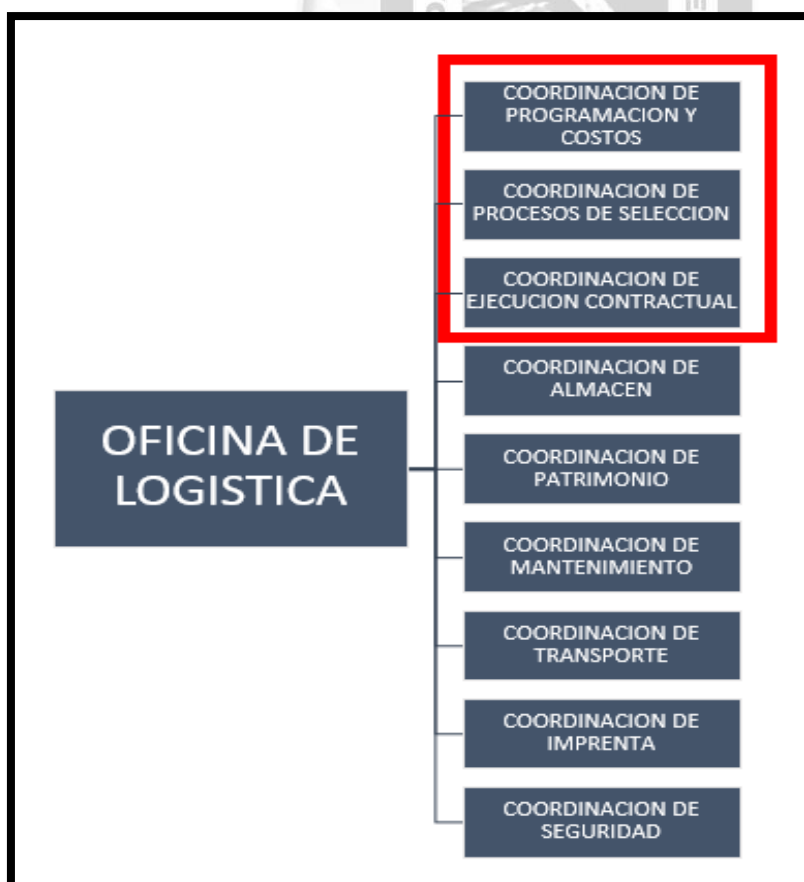 OFICINA DE
LOGISTICA
COORDINACION DE
PROGRAMACION Y
COSTOS
COORDINACION DE
PROCESOS DE SELECCION
COORDINACION DE
EJECUCION CONTRACTUAL
COORDINACION DE
ALMACEN
COORDINACION DE
PATRIMONIO
COORDINACION DE
MANTENIMIENTO
COORDINACION DE
TRANSPORTE
COORDINACION DE
IMPRENTA
COORDINACION DE
SEGURIDAD